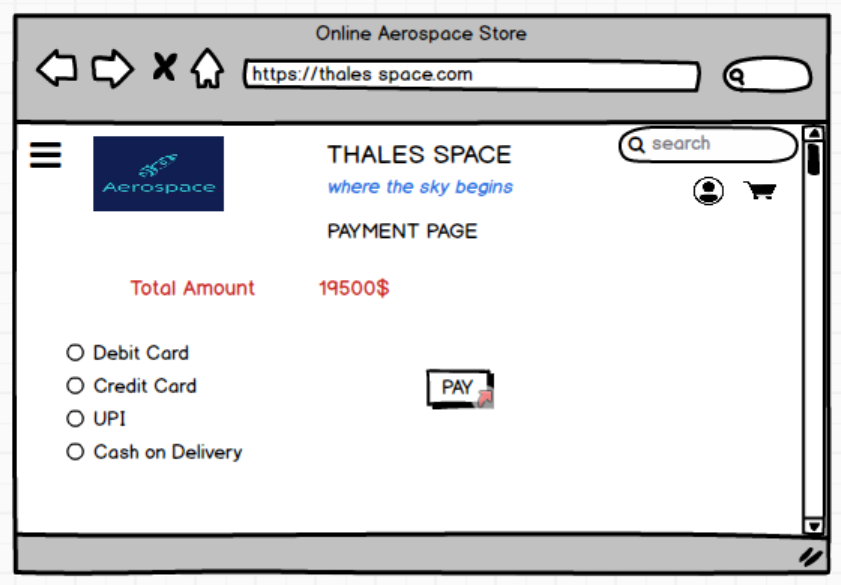 Online Aerospace Store
https://thales space.com
THALES SPACE
search
Aerospace
where the sky begins
PAYMENT PAGE
Total Amount 19500$
Debit Card
Credit Card
PAY
UPI
Cash on Delivery